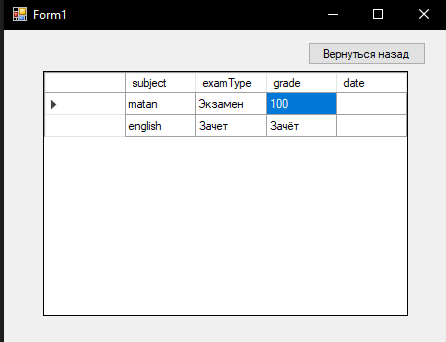 Form1
Вернуться назад
subject examType grade date
matan Экзамен 100
english Зачет Зачёт